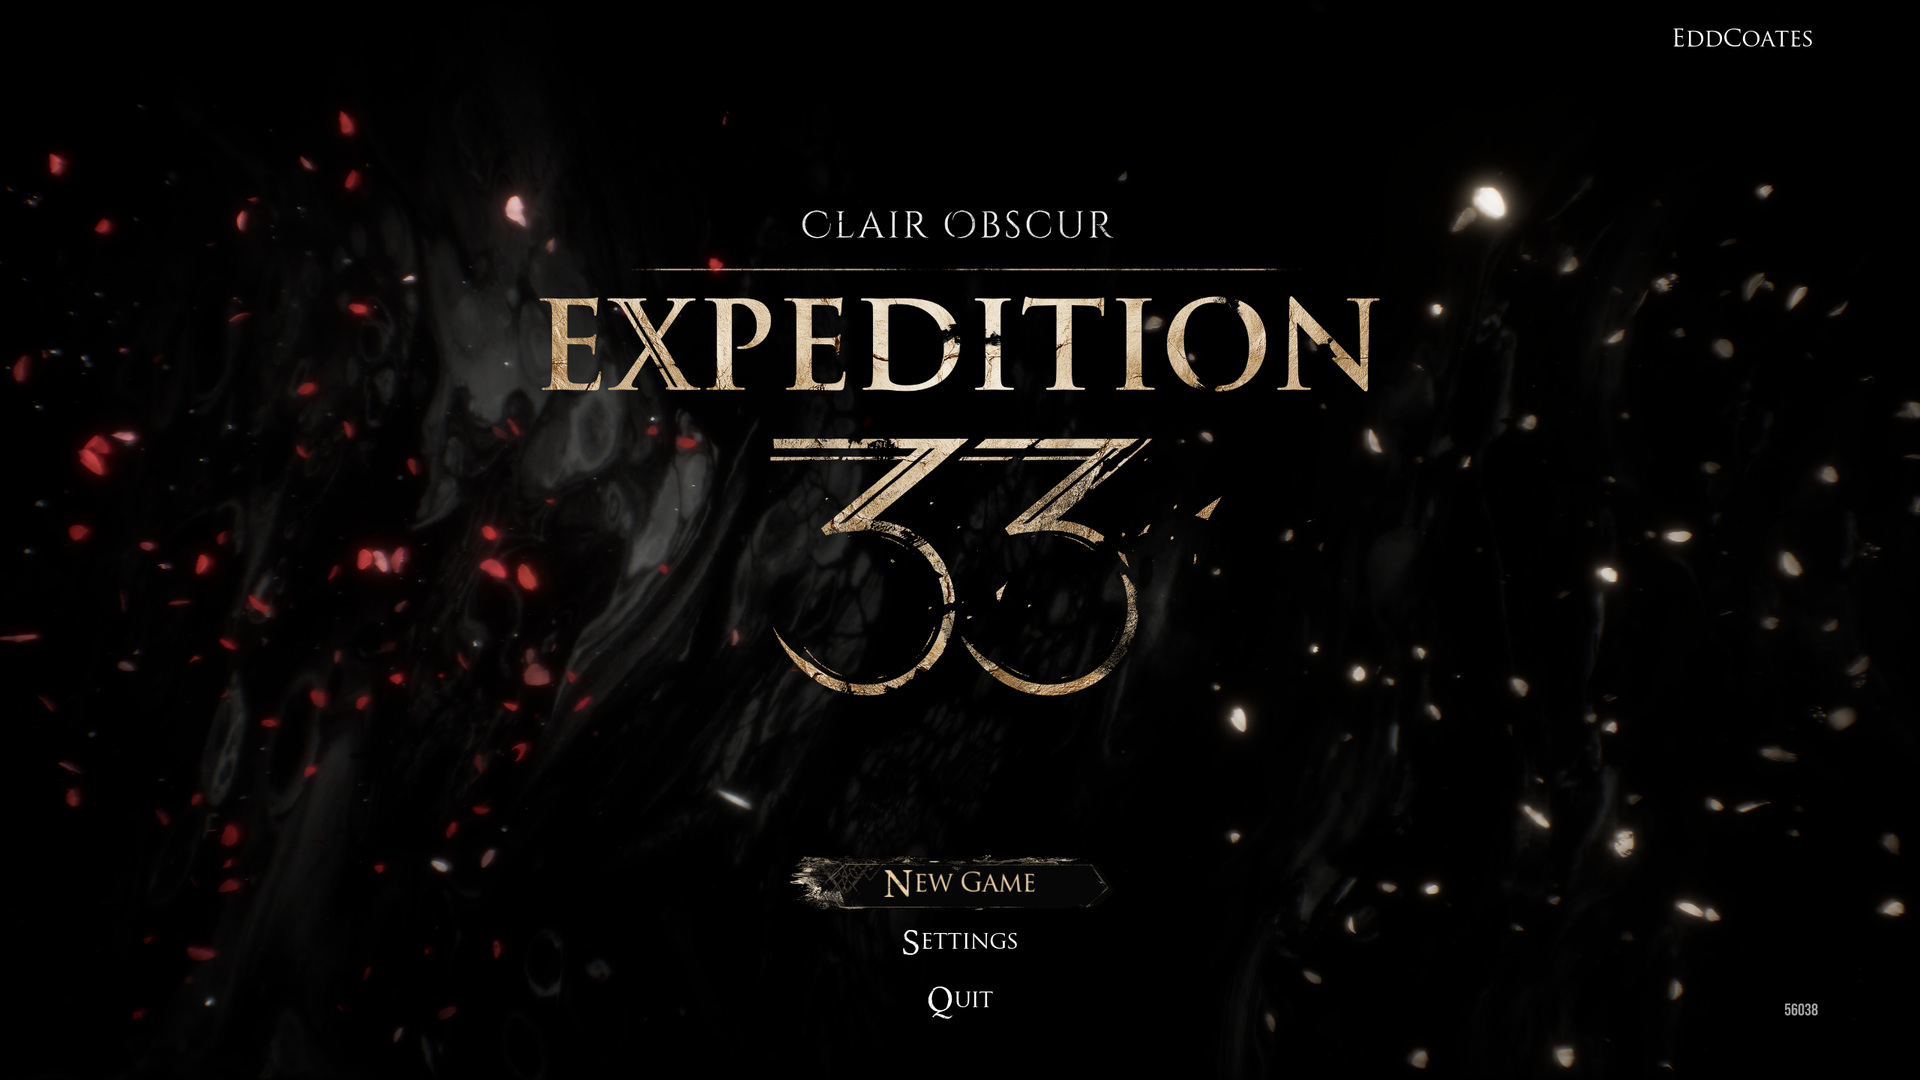 EDDCOATES
CLAIR OBSCUR
EXPEDITION
33
NEW GAME
SETTINGS
QUIT
56038